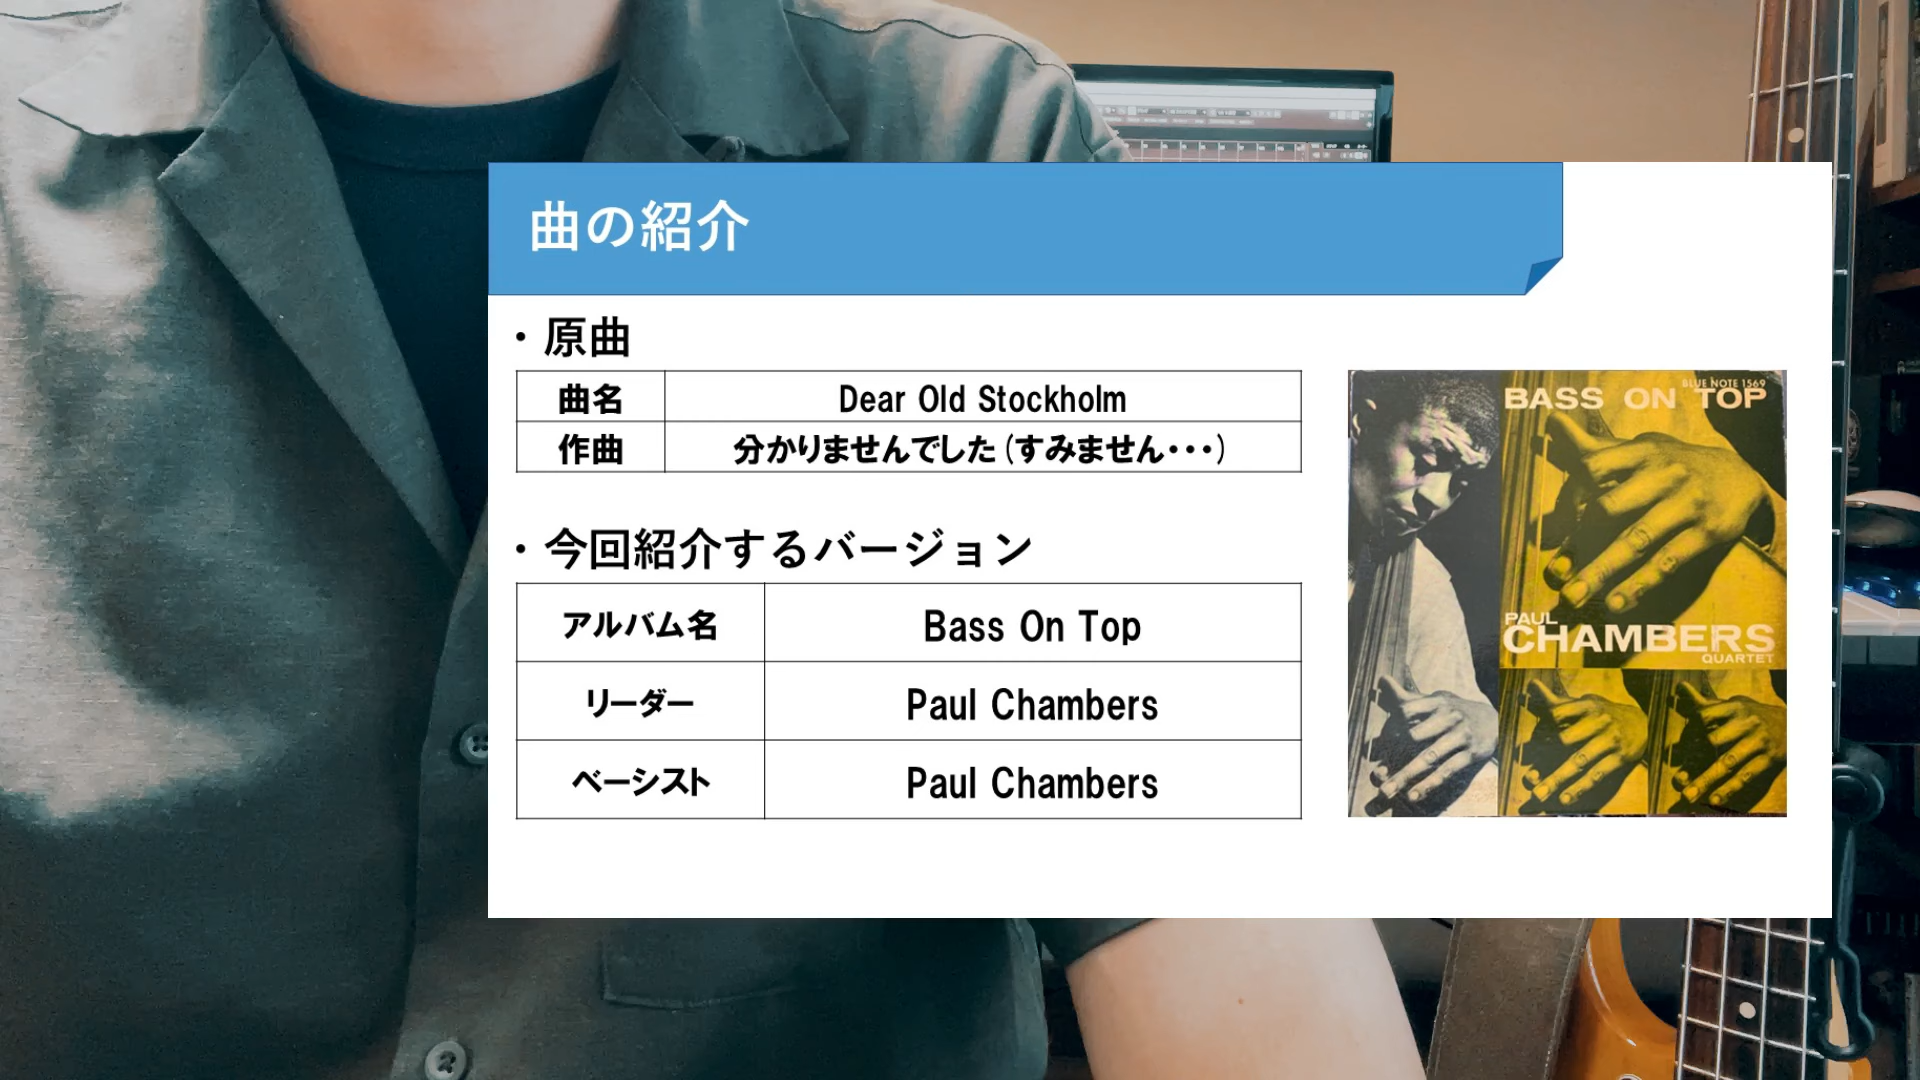 曲の紹介
・原曲
曲名 Dear Old Stockholm
作曲 分かりませんでした(すみません・・・)
・今回紹介するバージョン
アルバム名 Bass On Top
リーダー Paul Chambers
ベーシスト Paul Chambers
BLUE NOTE 1569
BASS ON TOP
PAUL
CHAMBERS
QUARTET